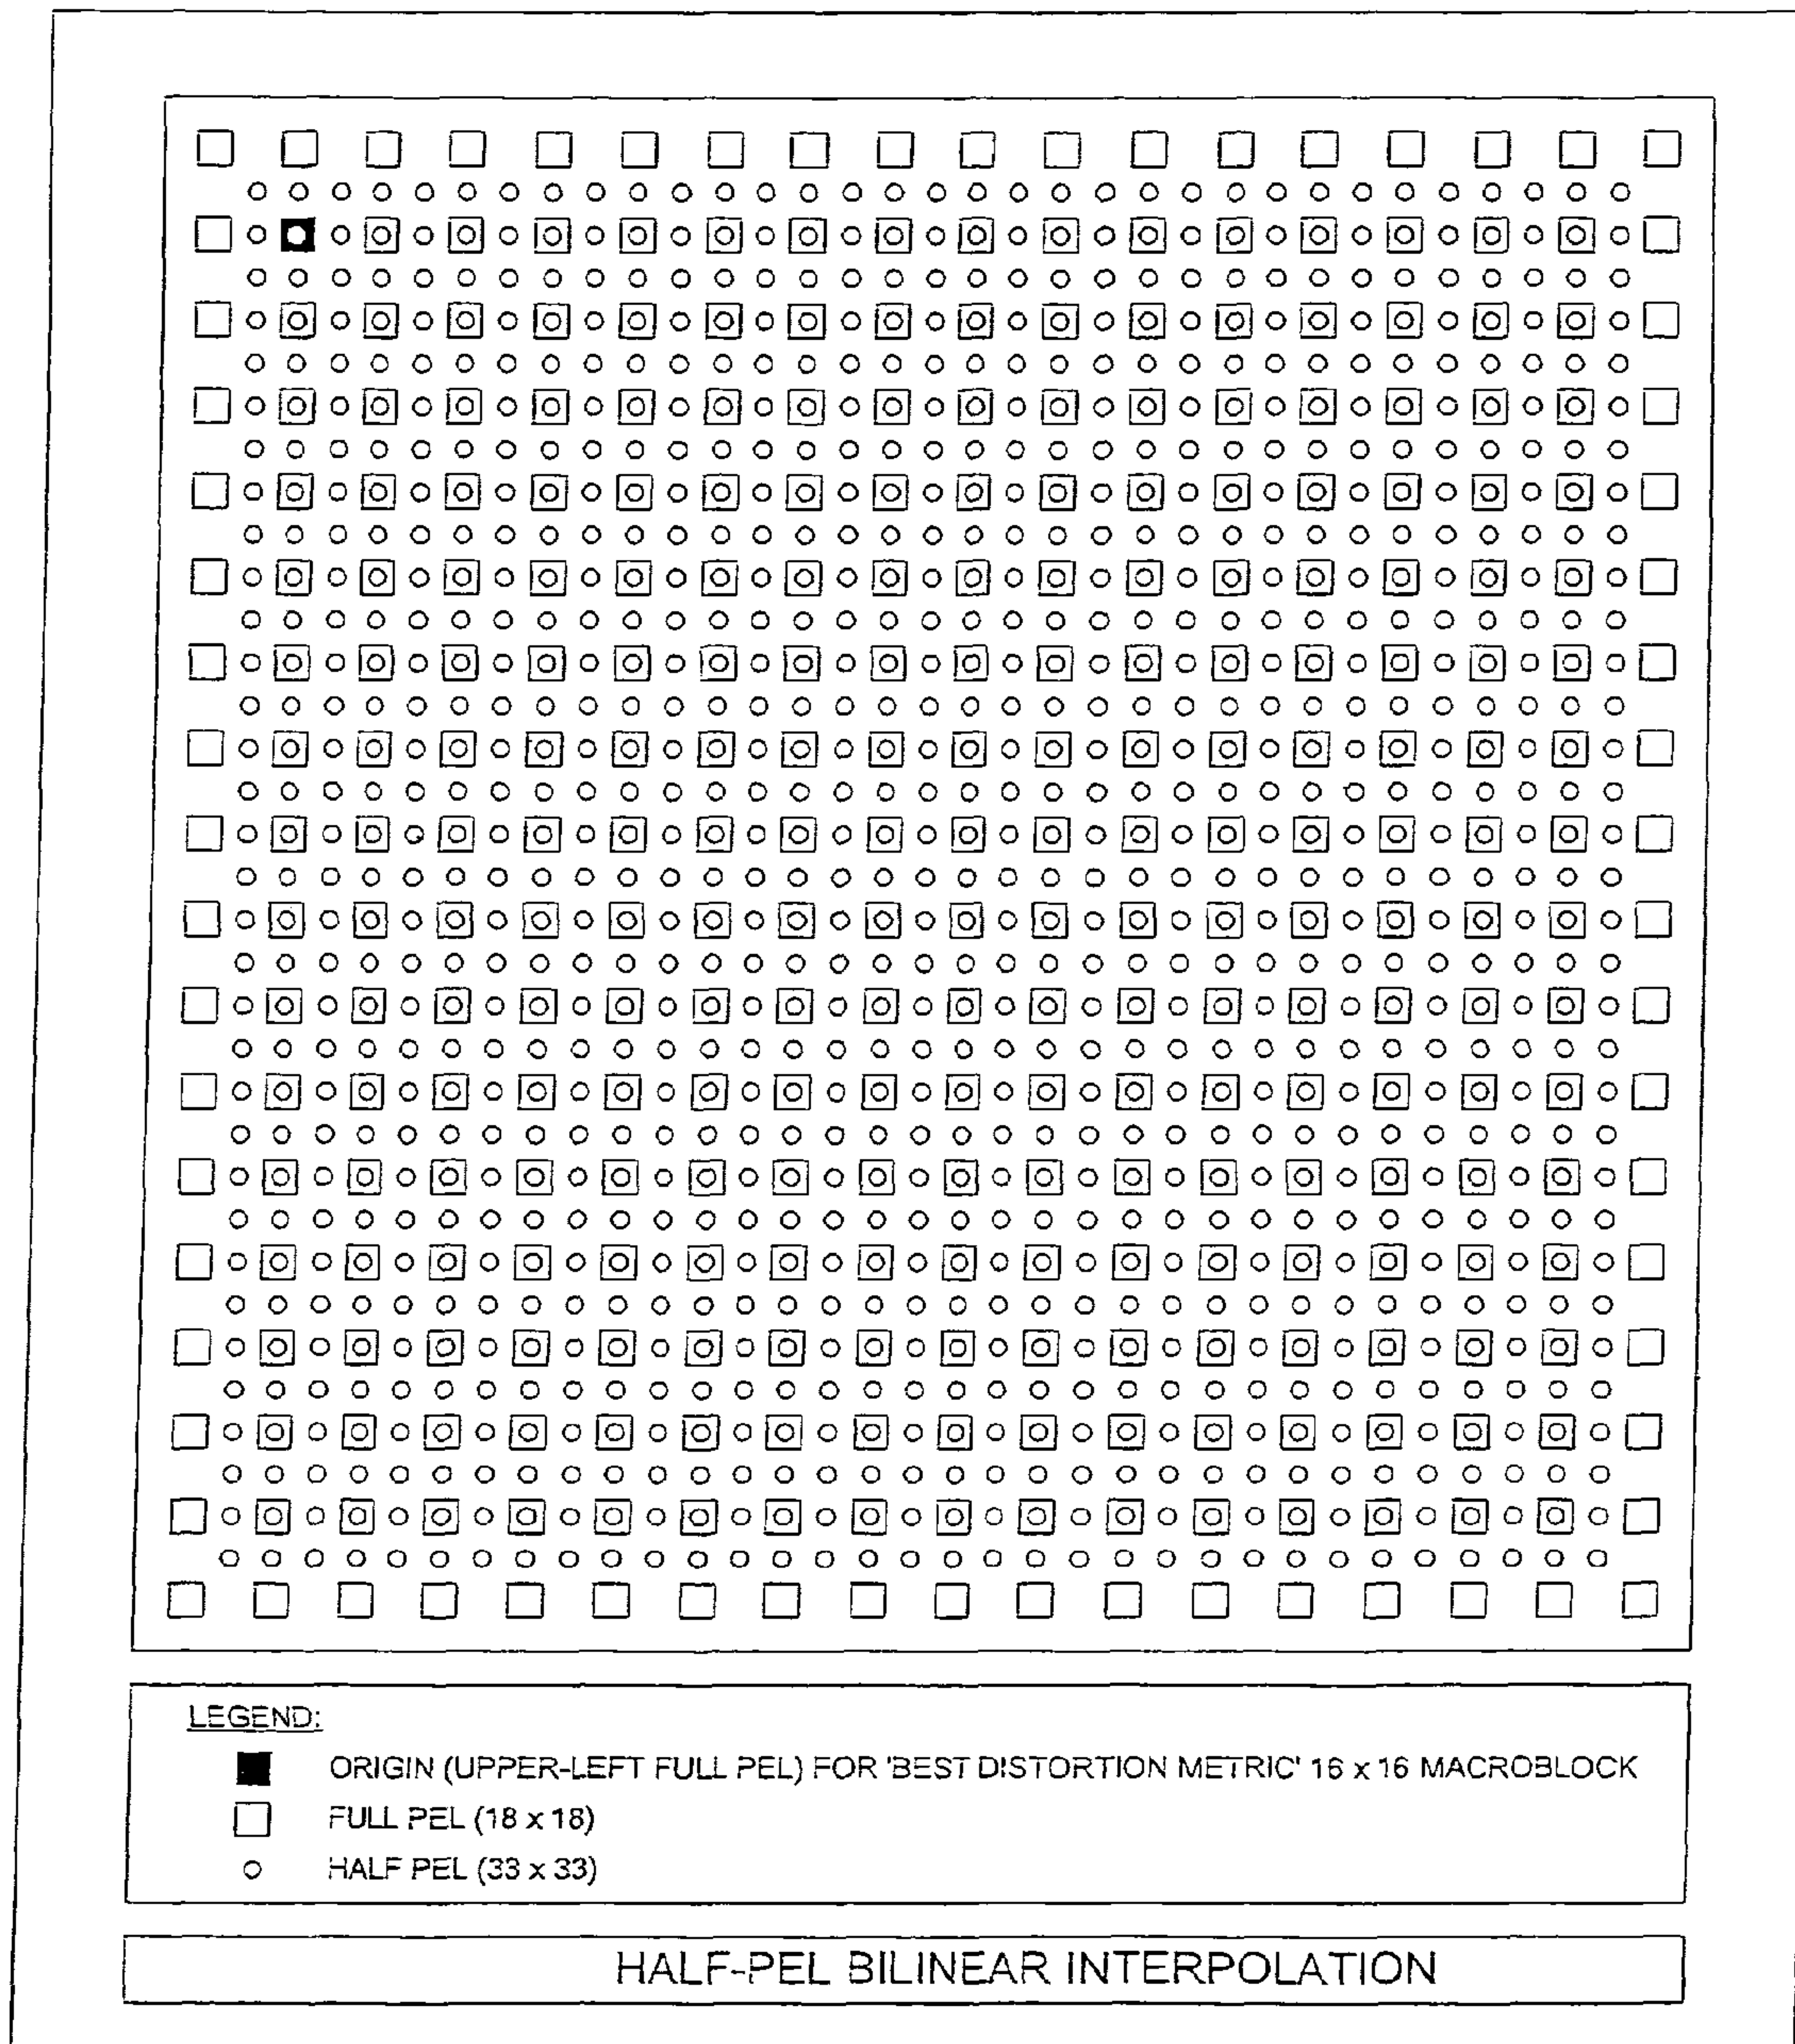 LEGEND:
ORIGIN (UPPER-LEFT FULL PEL) FOR 'BEST DISTORTION METRIC' 16 x 16 MACROBLOCK
FULL PEL (18 x 18)
HALF PEL (33 x 33)
HALF-PEL BILINEAR INTERPOLATION